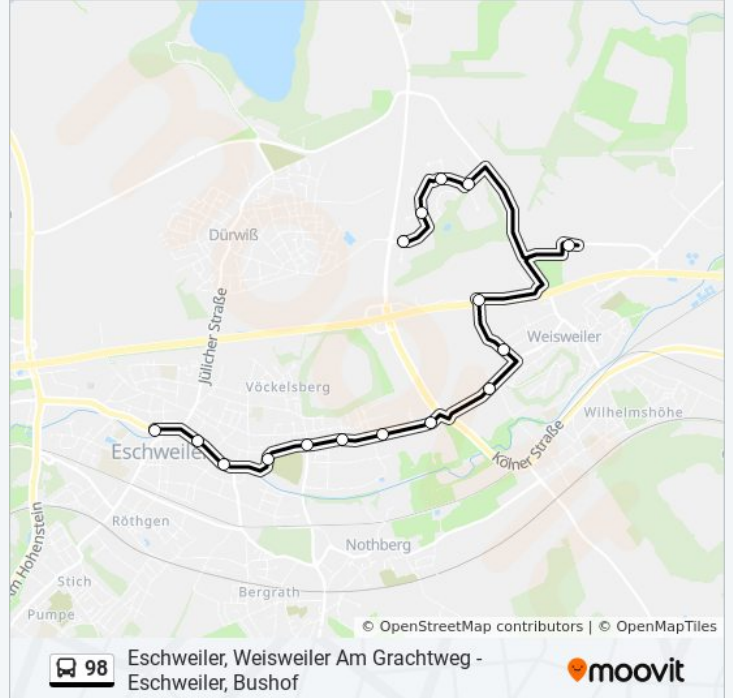 Dürwiß
Jülicher Straße
Weisweiler
Vöckelsberg
Wilhelmshöhe
Eschweiler
Kölner Straße
Röthgen
Nothberg
m Hohenstein
Stich
Bergrath
Pumpe
© OpenStreetMap contributors | © OpenMapTiles
98
Eschweiler, Weisweiler Am Grachtweg -
Eschweiler, Bushof
moovit